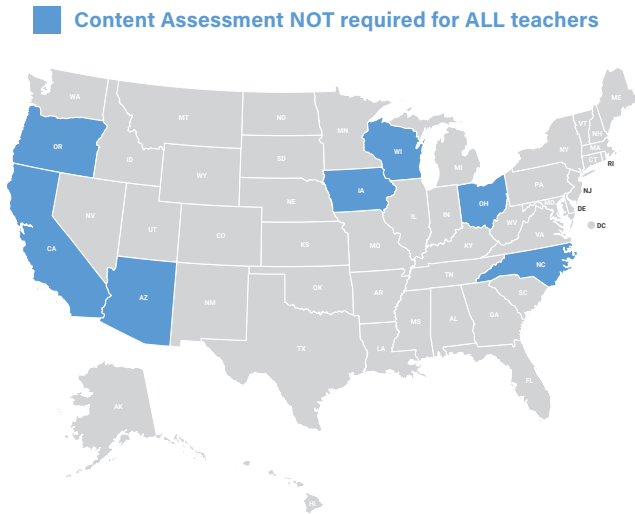 Content Assessment NOT required for ALL teachers
WA
MT
ND
MN
ME
VT
NH
OR
ID
SD
WI
NY
MA
CT
RI
WY
MI
IA
NE
PA
NJ
OH
MD
DE
NV
IL
IN
WV
DC
UT
CO
VA
CA
KS
MO
KY
NC
AZ
TN
NM
OK
AR
SC
MS
AL
GA
TX
LA
FL
AK
HI